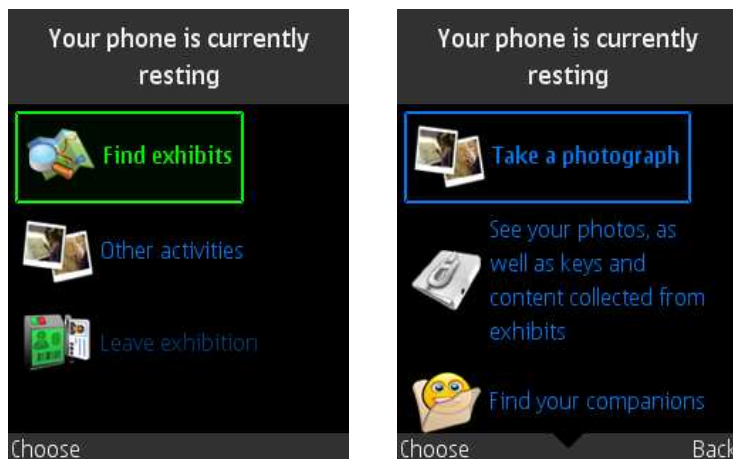 Your phone is currently
resting
Find exhibits
Other activities
Leave exhibition
Choose
Your phone is currently
resting
Take a photograph
See your photos, as
well as keys and
content collected from
exhibits
Find your companions
Choose
Back